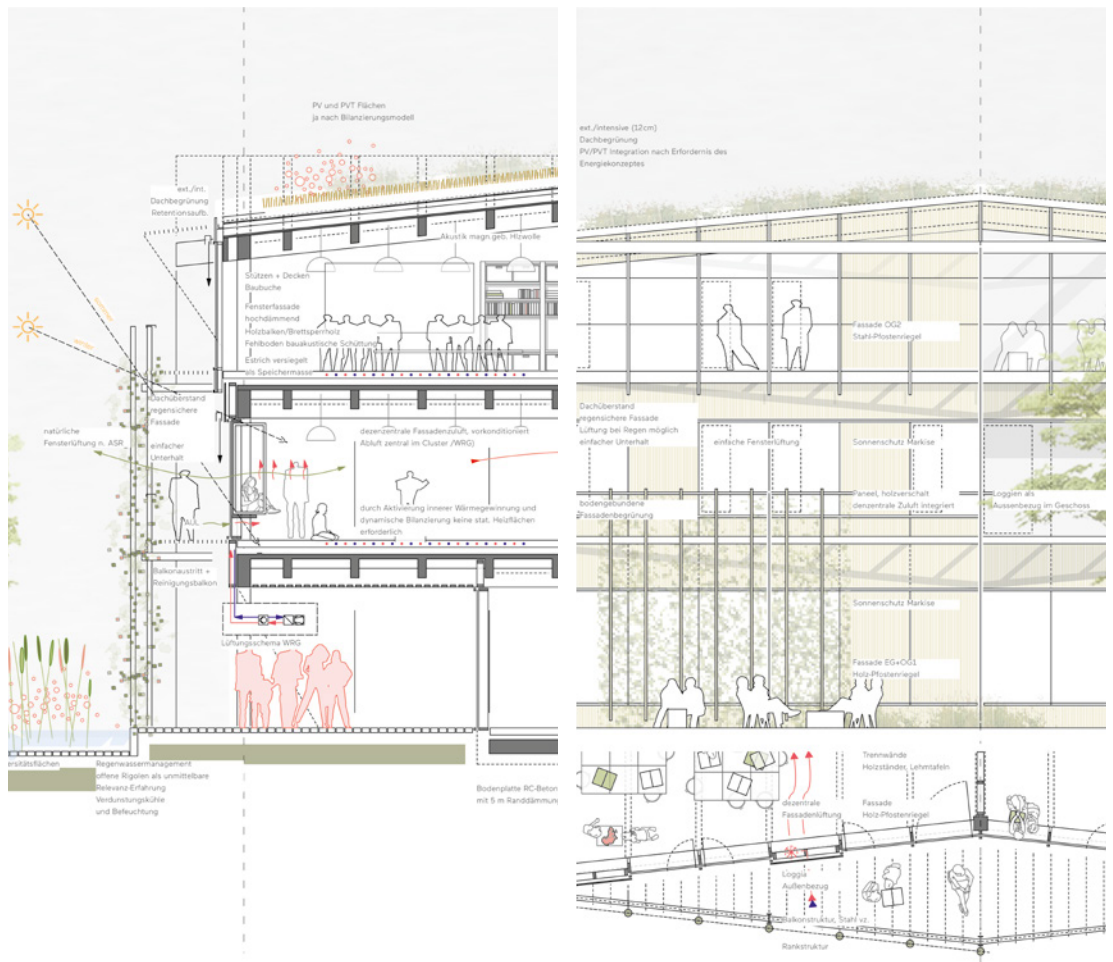 PV und PVT Flächen
ja nach Bilanzierungsmodell
ext./int.
Dachbegrünung
Retentionsaufb.
Akustik magn.geb. Hlzwolle
Stützen + Decken
Baubuche
Fensterfassade
hochdämmend
Holzbalken/Brettsperrholz
Fehlboden bauakustische Schüttung
Estrich versiegelt
als Speichermasse
sommer
winter
Dachüberstand
regensichere
Fassade
einfacher
Unterhalt
natürliche
Fensterlüftung n. ASR
dezenzentrale Fassadenzuluft, vorkonditioniert
Abluft zentral im Cluster /WRG)
durch Aktivierung innerer Wärmegewinnung und
dynamische Bilanzierung keine stat. Heizflächen
erforderlich
AUL
Balkonaustritt +
Reinigungsbalkon
Lüftungsschema WRG
ersitätsflächen
Regenwassermanagement
offene Rigolen als unmittelbare
Relevanz-Erfahrung
Verdunstungskühle
und Befeuchtung
Bodenplatte RC-Beton
mit 5 m Randdämmung
ext./intensive (12cm)
Dachbegrünung
PV/PVT Integration nach Erfordernis des
Energiekonzeptes
Fassade OG2
Stahl-Pfostenriegel
Dachüberstand
regensichere Fassade
Lüftung bei Regen möglich
einfacher Unterhalt
einfache Fensterlüftung
Sonnenschutz Markise
bodengebundene
Fassadenbegrünung
Paneel, holzverschalt
denzentrale Zuluft integriert
Loggien als
Aussenbezug im Geschoss
Sonnenschutz Markise
Fassade EG+OG1
Holz-Pfostenriegel
Trennwände
Holzständer, Lehmtafeln
dezentrale
Fassadenlüftung
Fassade
Holz-Pfostenriegel
Loggia
Außenbezug
Balkonstruktur, Stahl vz.
Rankstruktur